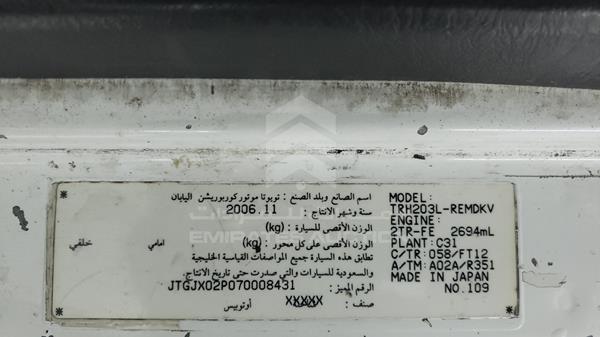 اسم الصانع وبلد الصنع : تويوتا موتور كوربوريشن اليابان
سنة وشهر الانتاج : 2006.11
الوزن الأقصى للسيارة : (kg)
الوزن الأقصى على كل محور : (kg) امامي خلفي
تطابق هذه السيارة جميع المواصفات القياسية الخليجية
والسعودية للسيارات والتي صدرت حتى تاريخ الانتاج.
الرقم المميز : JTGJX02P070008431
صنف : XXXXX أوتوبيس
MODEL:
TRH203L-REMDKV
ENGINE:
2TR-FE 2694mL
PLANT: C31
C/TR: 058/FT12
A/TM: A02A/R351
MADE IN JAPAN
NO.109